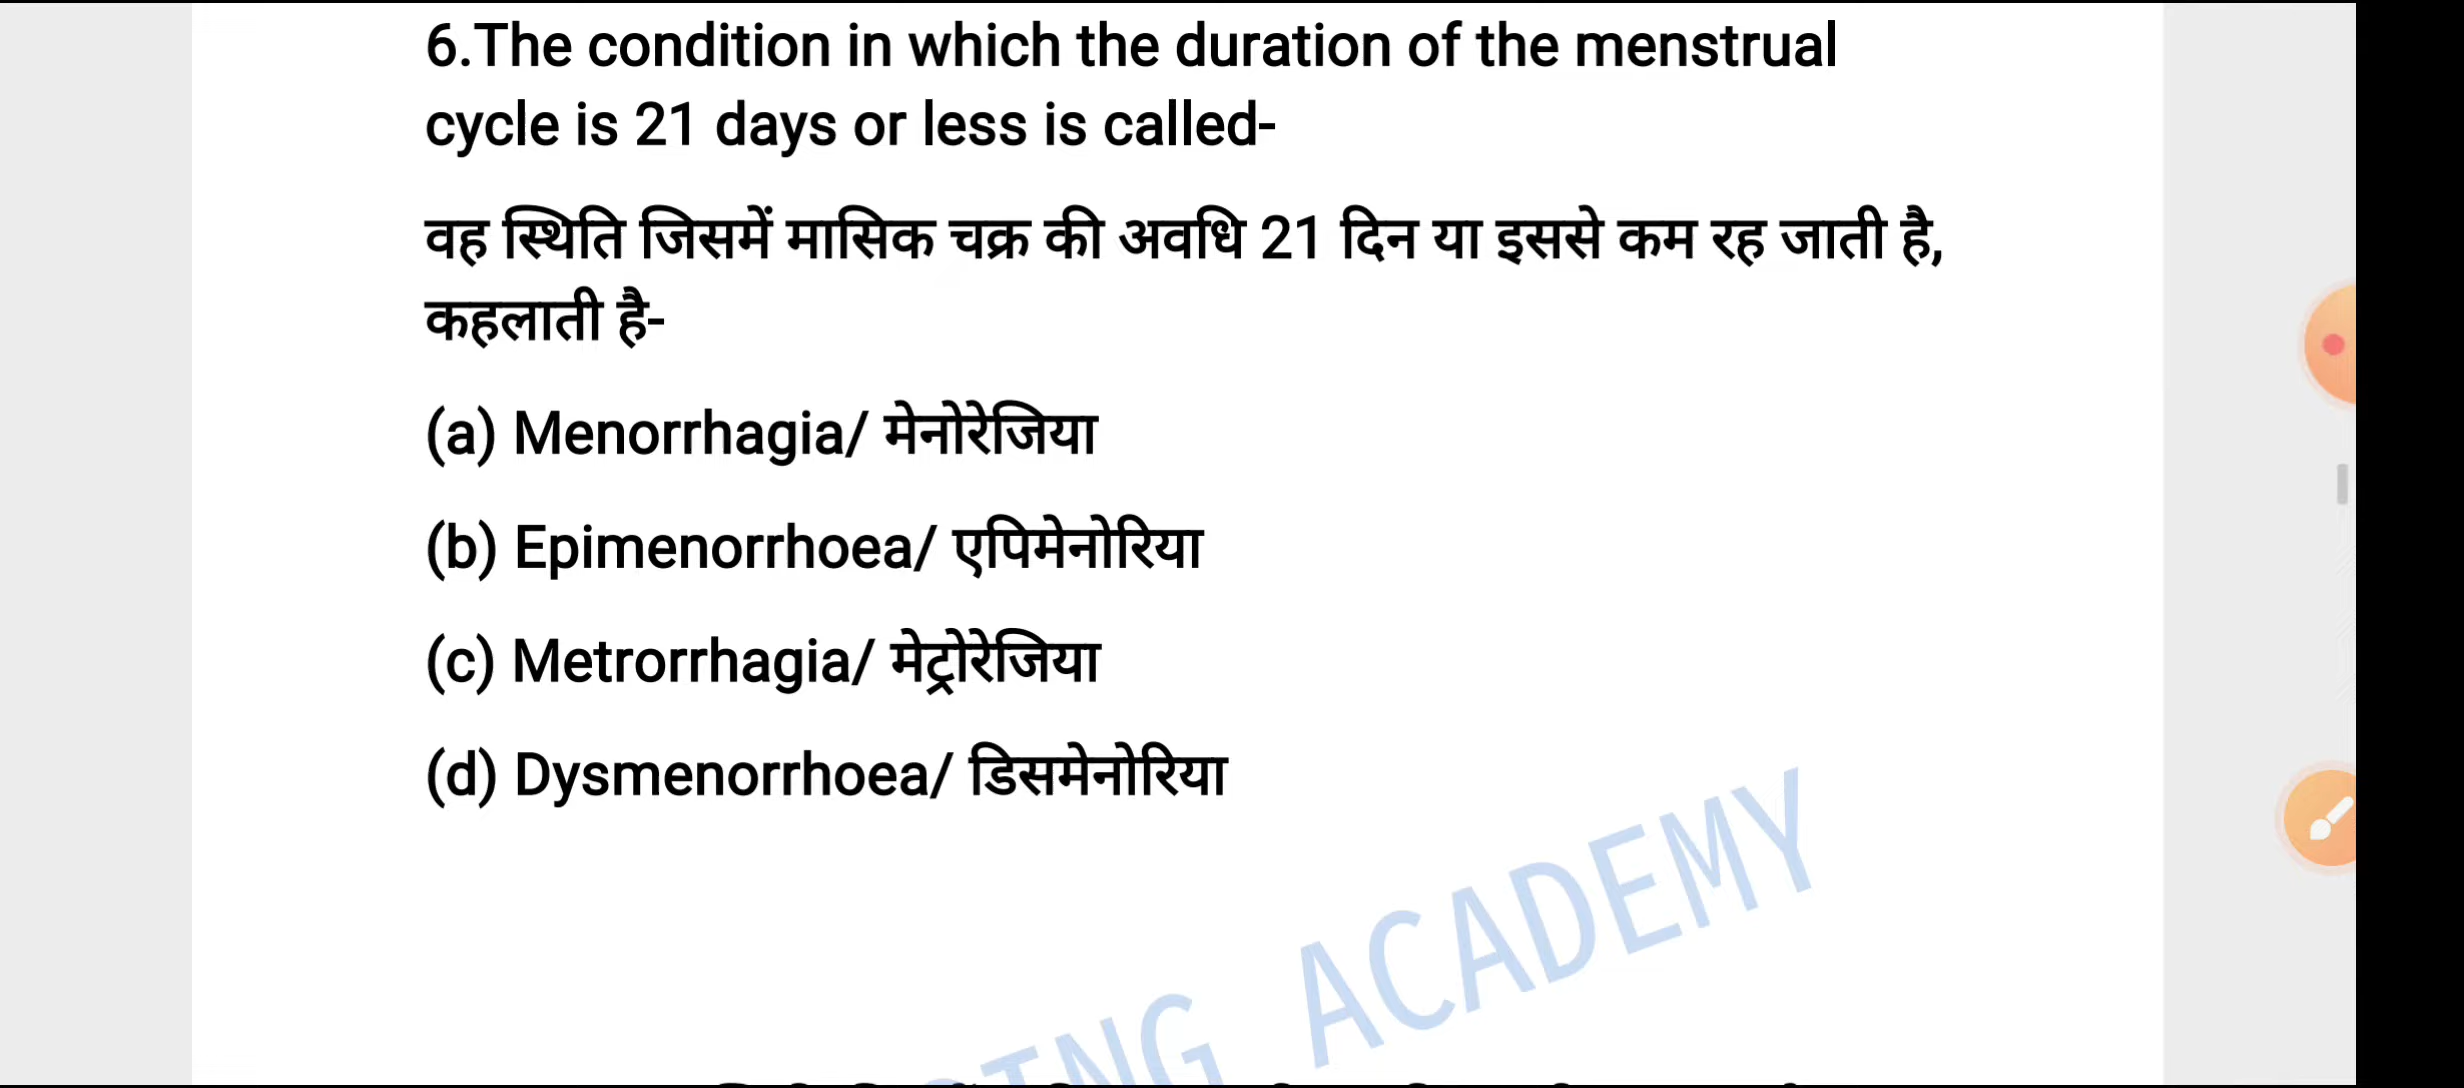 6.The condition in which the duration of the menstrual
cycle is 21 days or less is called-
वह स्थिति जिसमें मासिक चक्र की अवधि 21 दिन या इससे कम रह जाती है,
कहलाती है-
(a) Menorrhagia/ मेनोरेजिया
(b) Epimenorrhoea/ एपिमेनोरिया
(c) Metrorrhagia/ मेट्रोरेजिया
(d) Dysmenorrhoea/ डिसमेनोरिया
ACADEMY